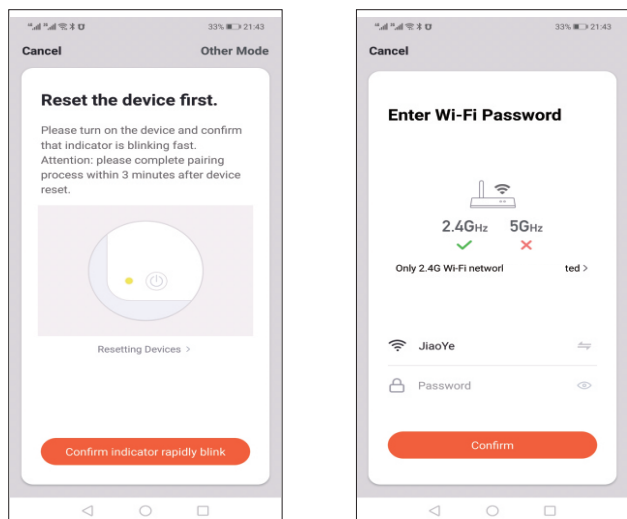 33% 21:43
Cancel Other Mode
Reset the device first.
Please turn on the device and confirm
that indicator is blinking fast.
Attention: please complete pairing
process within 3 minutes after device
reset.
Resetting Devices >
Confirm indicator rapidly blink
33% 21:43
Cancel
Enter Wi-Fi Password
2.4GHz 5GHz
Only 2.4G Wi-Fi networl ted >
JiaoYe
Password
Confirm